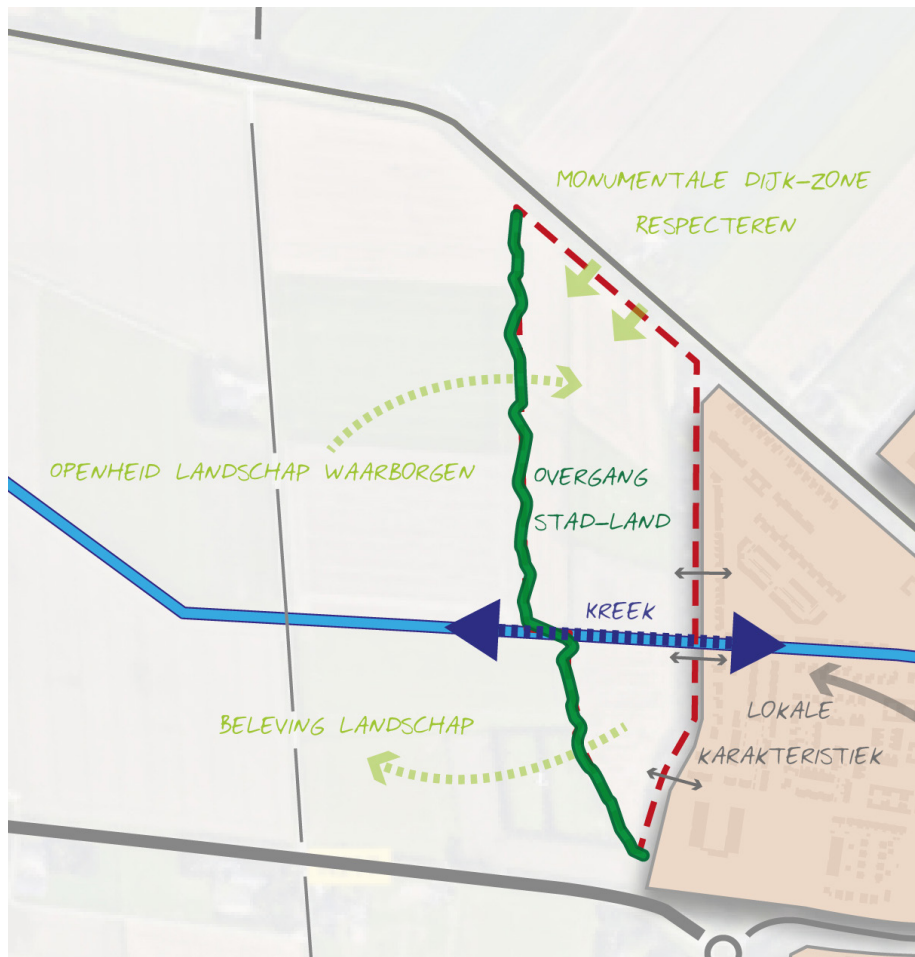 MONUMENTALE DIJK-ZONE
RESPECTEREN
OPENHEID LANDSCHAP WAARBORGEN
OVERGANG
STAD-LAND
KREEK
BELEVING LANDSCHAP
LOKALE
KARAKTERISTIEK